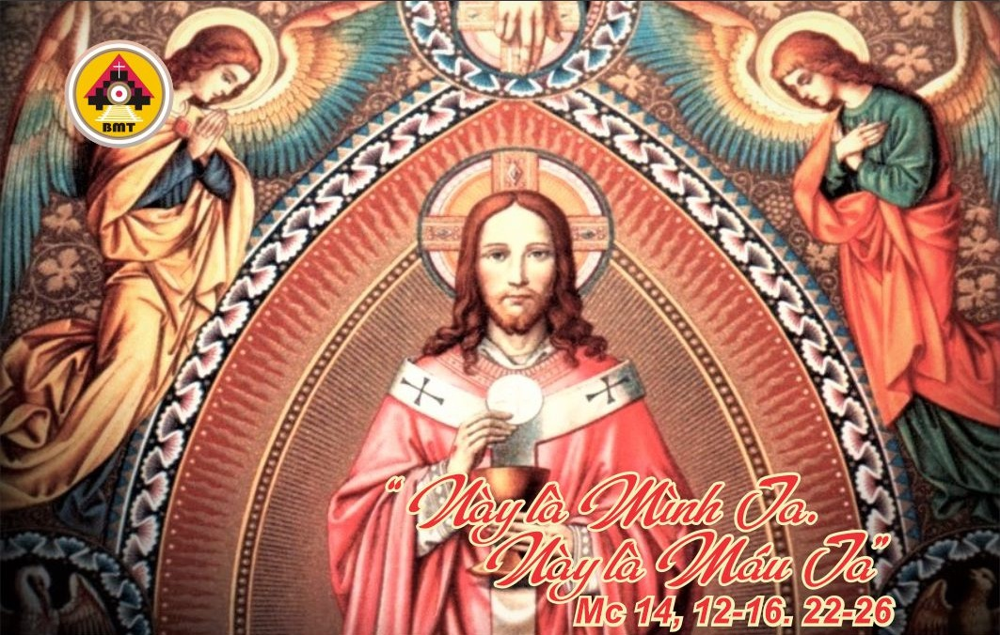 BMT
“ Này là Mình Ta.
Này là Máu Ta”
Mc 14, 12-16. 22-26